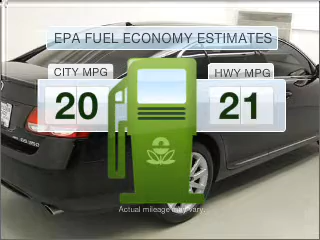 EPA FUEL ECONOMY ESTIMATES
CITY MPG
HWY MPG
20
21
Actual mileage may vary.